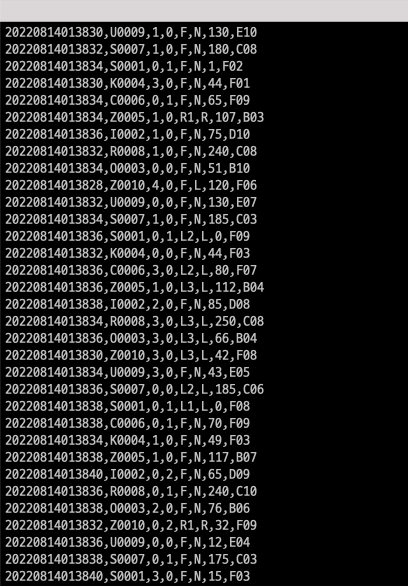 20220814013830,U0009,1,0,F,N,130,E10
20220814013832,S0007,1,0,F,N,180,C08
20220814013834,S0001,0,1,F,N,1,F02
20220814013830,K0004,3,0,F,N,44,F01
20220814013834,C0006,0,1,F,N,65,F09
20220814013834,Z0005,1,0,R1,R,107,B03
20220814013836,I0002,1,0,F,N,75,D10
20220814013832,R0008,1,0,F,N,240,C08
20220814013834,O0003,0,0,F,N,51,B10
20220814013828,Z0010,4,0,F,L,120,F06
20220814013832,U0009,0,0,F,N,130,E07
20220814013834,S0007,1,0,F,N,185,C03
20220814013836,S0001,0,1,L2,L,0,F09
20220814013832,K0004,0,0,F,N,44,F03
20220814013836,C0006,3,0,L2,L,80,F07
20220814013836,Z0005,1,0,L3,L,112,B04
20220814013838,I0002,2,0,F,N,85,D08
20220814013834,R0008,3,0,L3,L,250,C08
20220814013836,O0003,3,0,L3,L,66,B04
20220814013830,Z0010,3,0,L3,L,42,F08
20220814013834,U0009,3,0,F,N,43,E05
20220814013836,S0007,0,0,L2,L,185,C06
20220814013838,S0001,0,1,L1,L,0,F08
20220814013838,C0006,0,1,F,N,70,F09
20220814013834,K0004,1,0,F,N,49,F03
20220814013838,Z0005,1,0,F,N,117,B07
20220814013840,I0002,0,2,F,N,65,D09
20220814013836,R0008,0,1,F,N,240,C10
20220814013838,O0003,2,0,F,N,76,B06
20220814013832,Z0010,0,2,R1,R,32,F09
20220814013836,U0009,0,0,F,N,12,E04
20220814013838,S0007,0,1,F,N,175,C03
20220814013840,S0001,3,0,F,N,15,F03